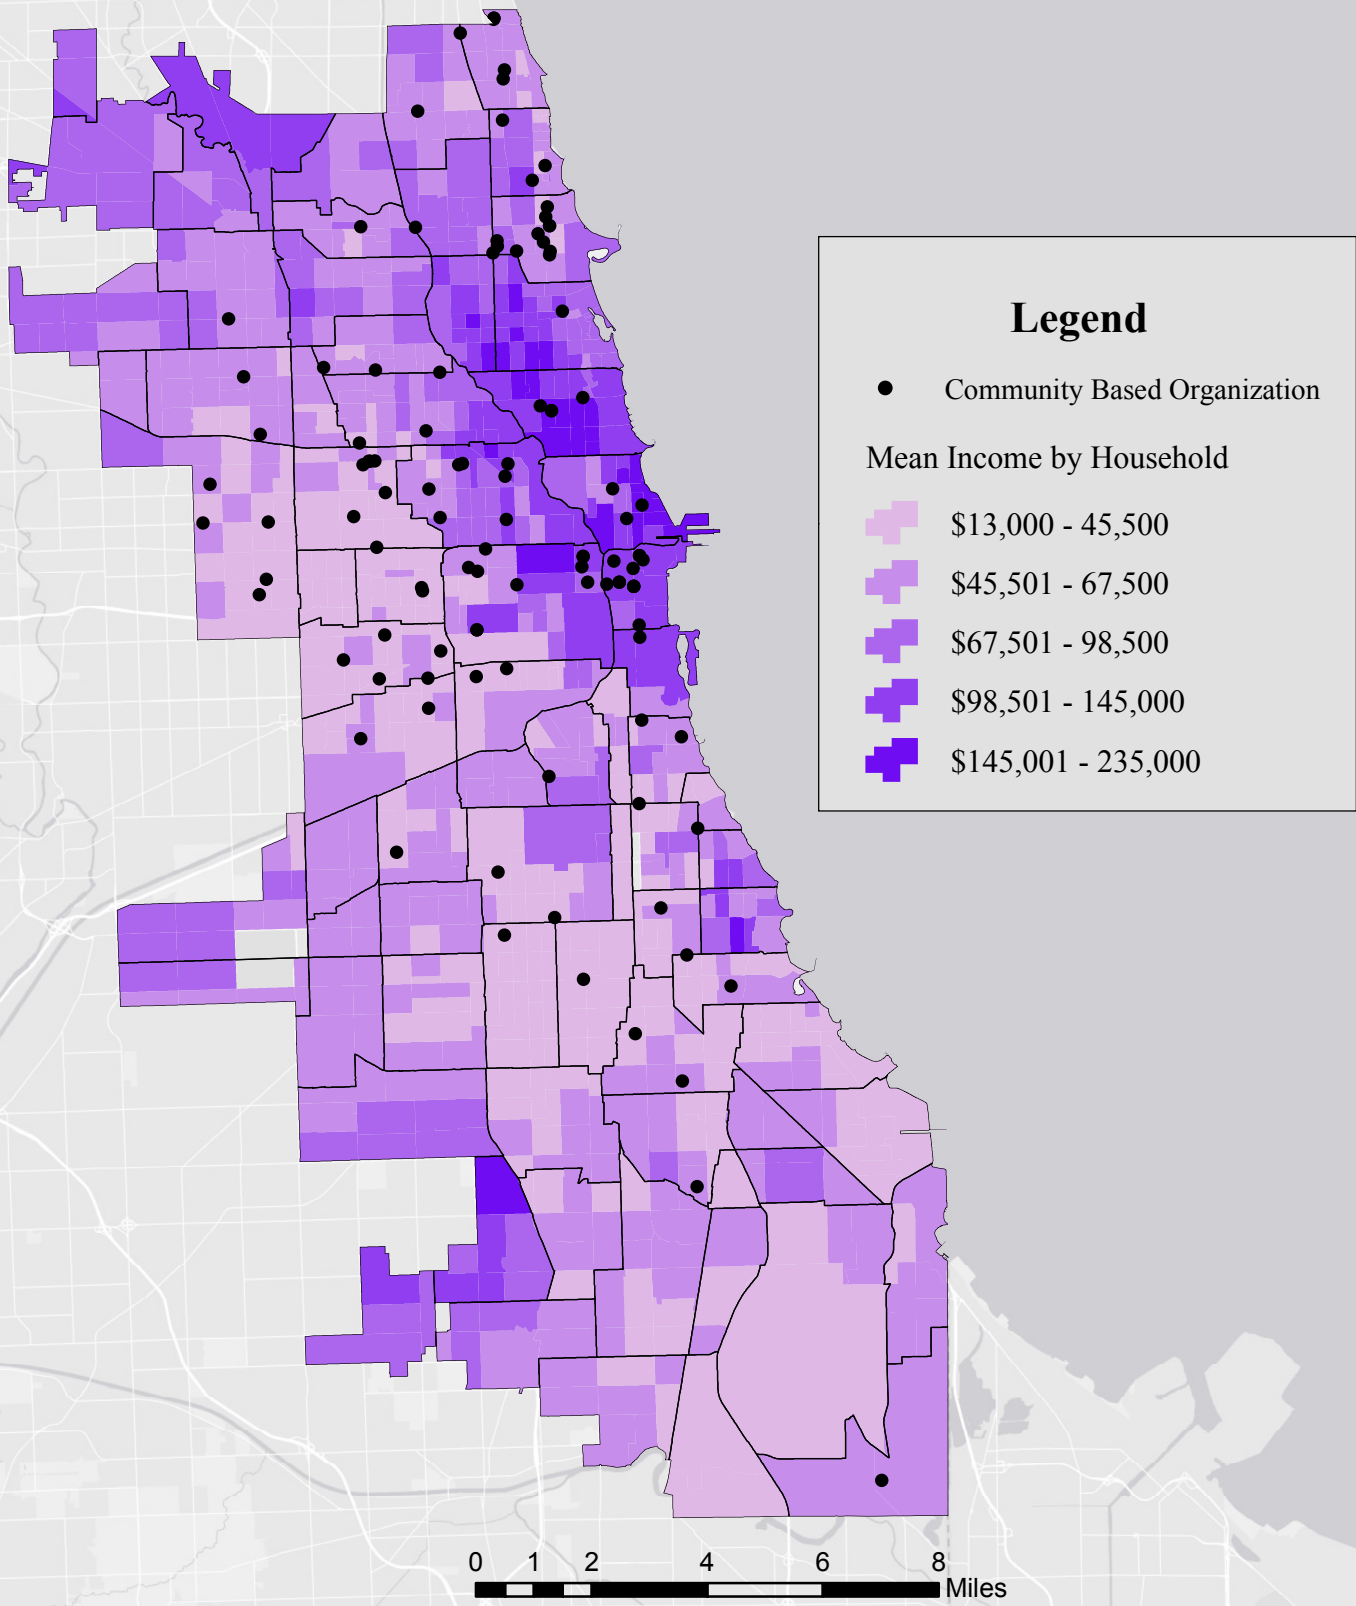 Legend
Community Based Organization
Mean Income by Household
$13,000 - 45,500
$45,501 - 67,500
$67,501 - 98,500
$98,501 - 145,000
$145,001 - 235,000
0 1 2 4 6 8
Miles